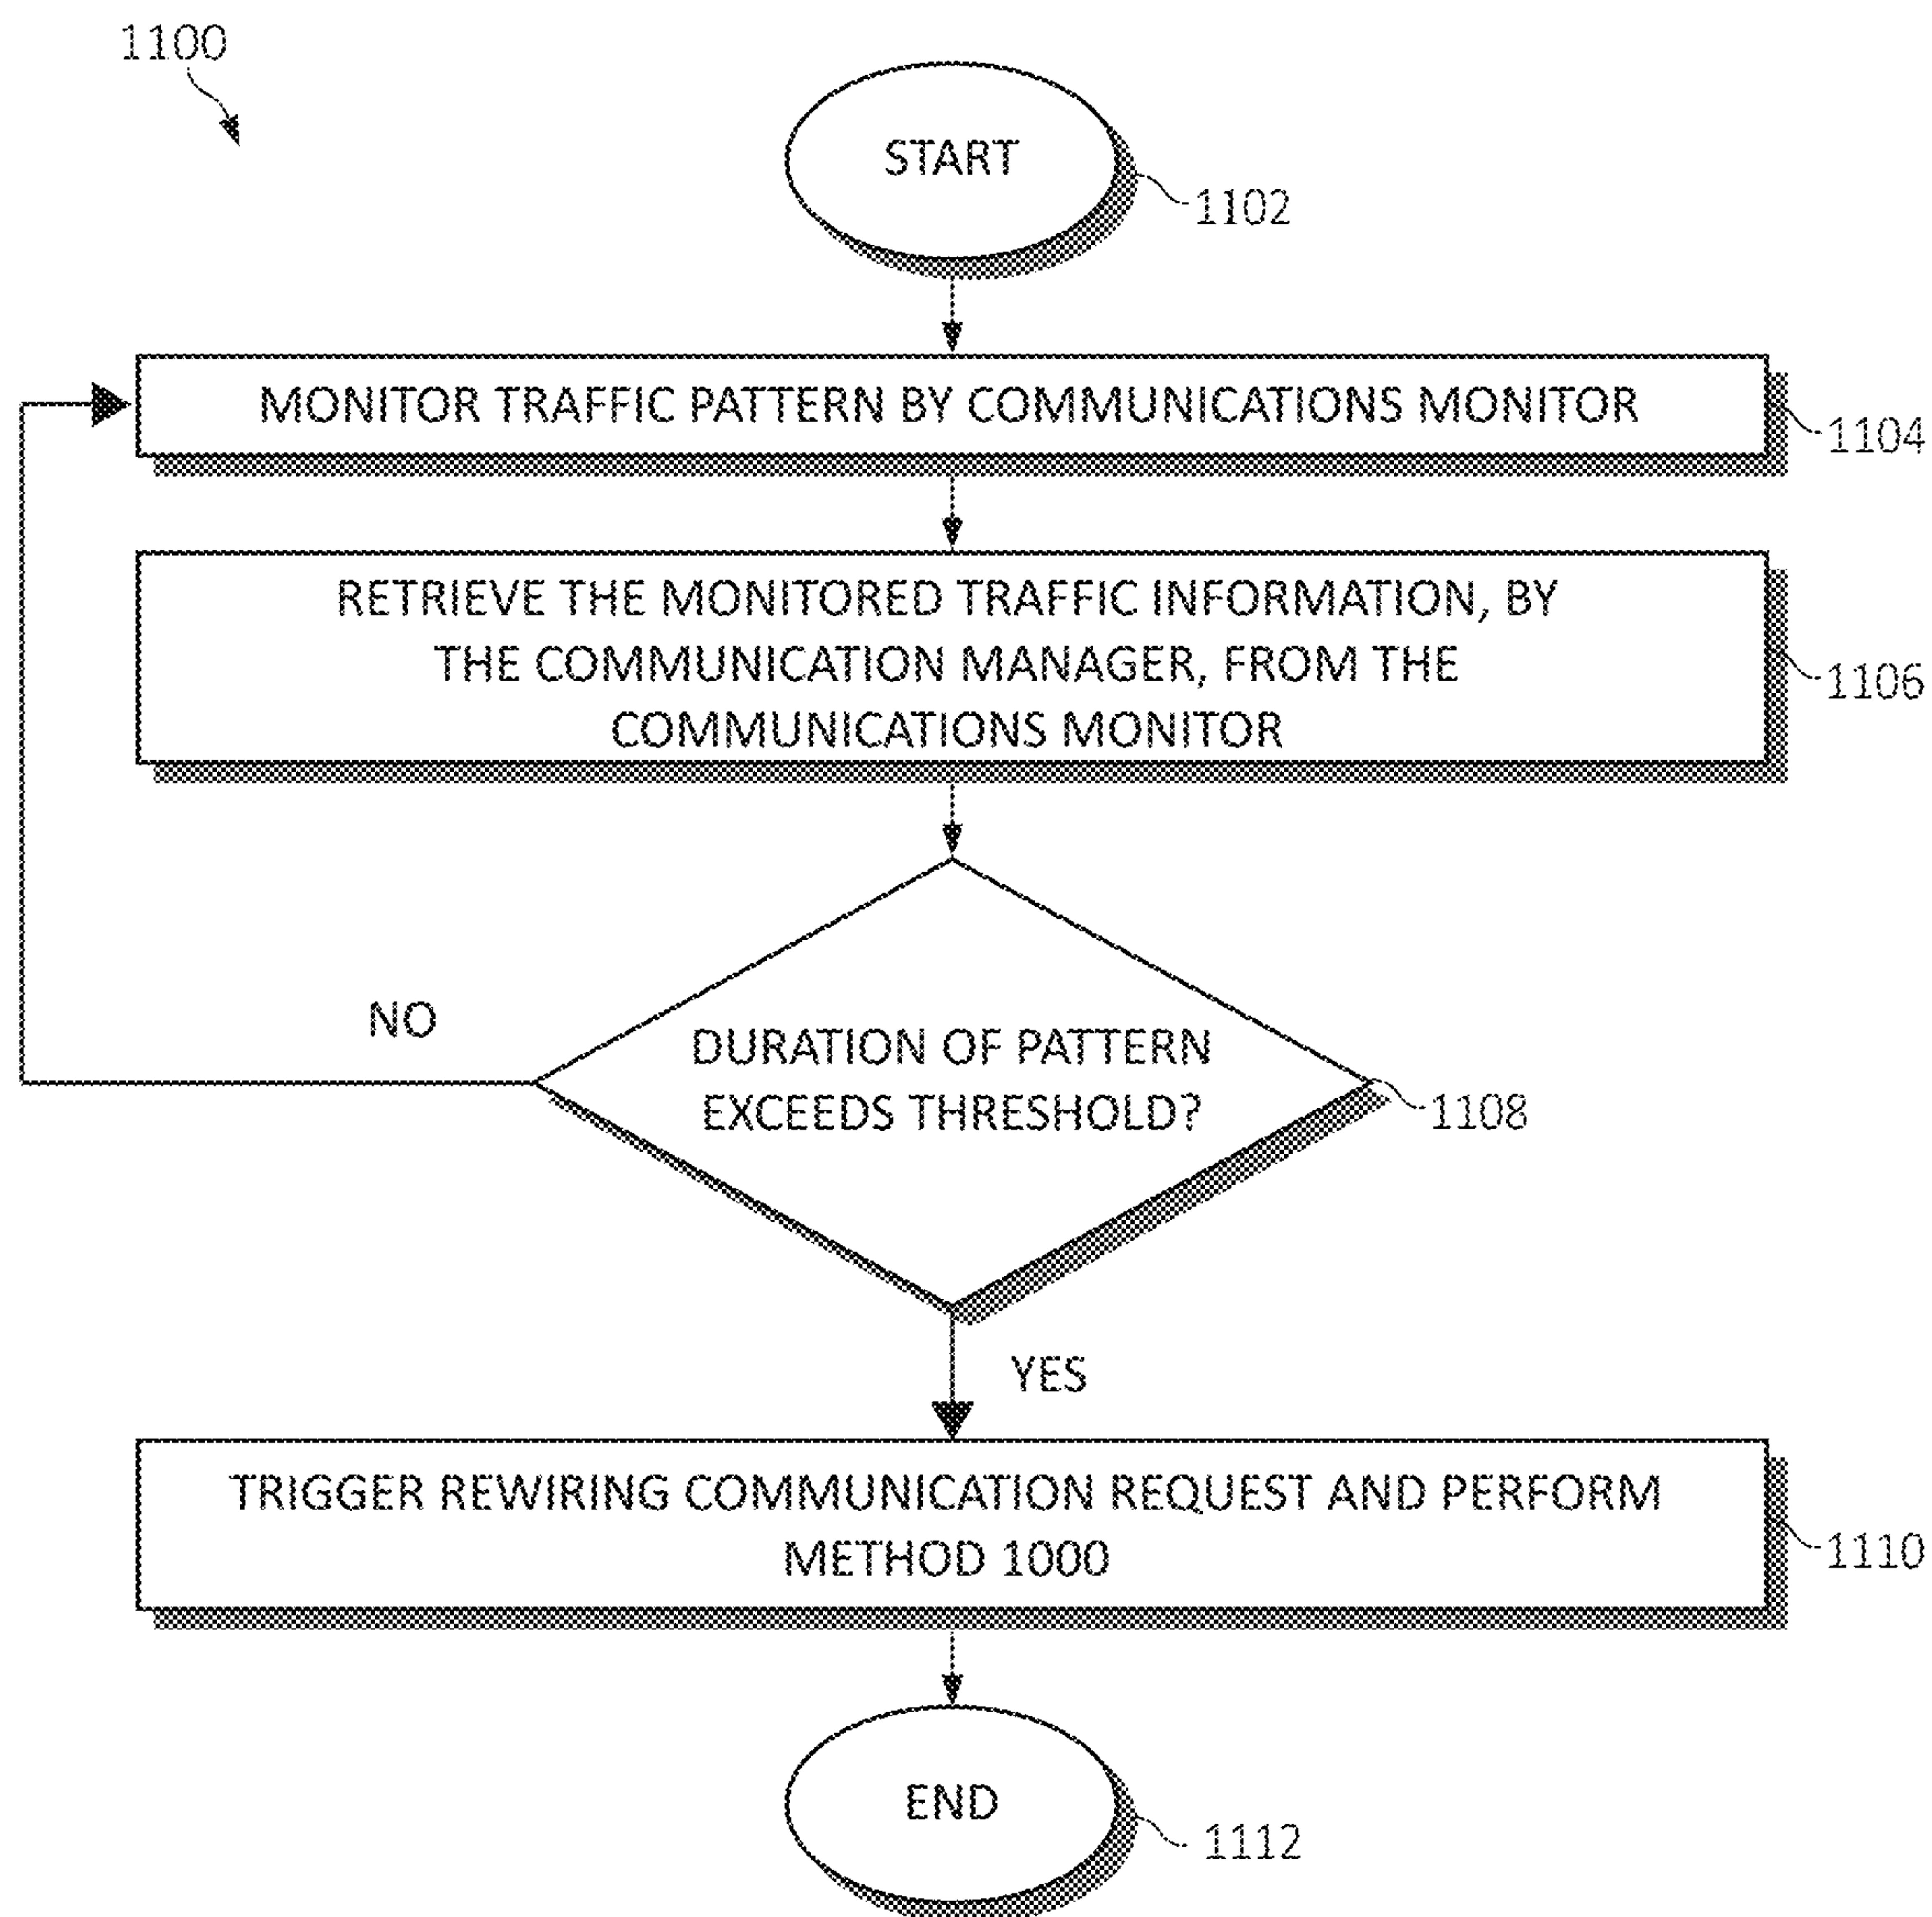 1100
START
1102
MONITOR TRAFFIC PATTERN BY COMMUNICATIONS MONITOR
1104
RETRIEVE THE MONITORED TRAFFIC INFORMATION, BY
THE COMMUNICATION MANAGER, FROM THE
COMMUNICATIONS MONITOR
1106
NO
DURATION OF PATTERN
EXCEEDS THRESHOLD?
1108
YES
TRIGGER REWIRING COMMUNICATION REQUEST AND PERFORM
METHOD 1000
1110
END
1112